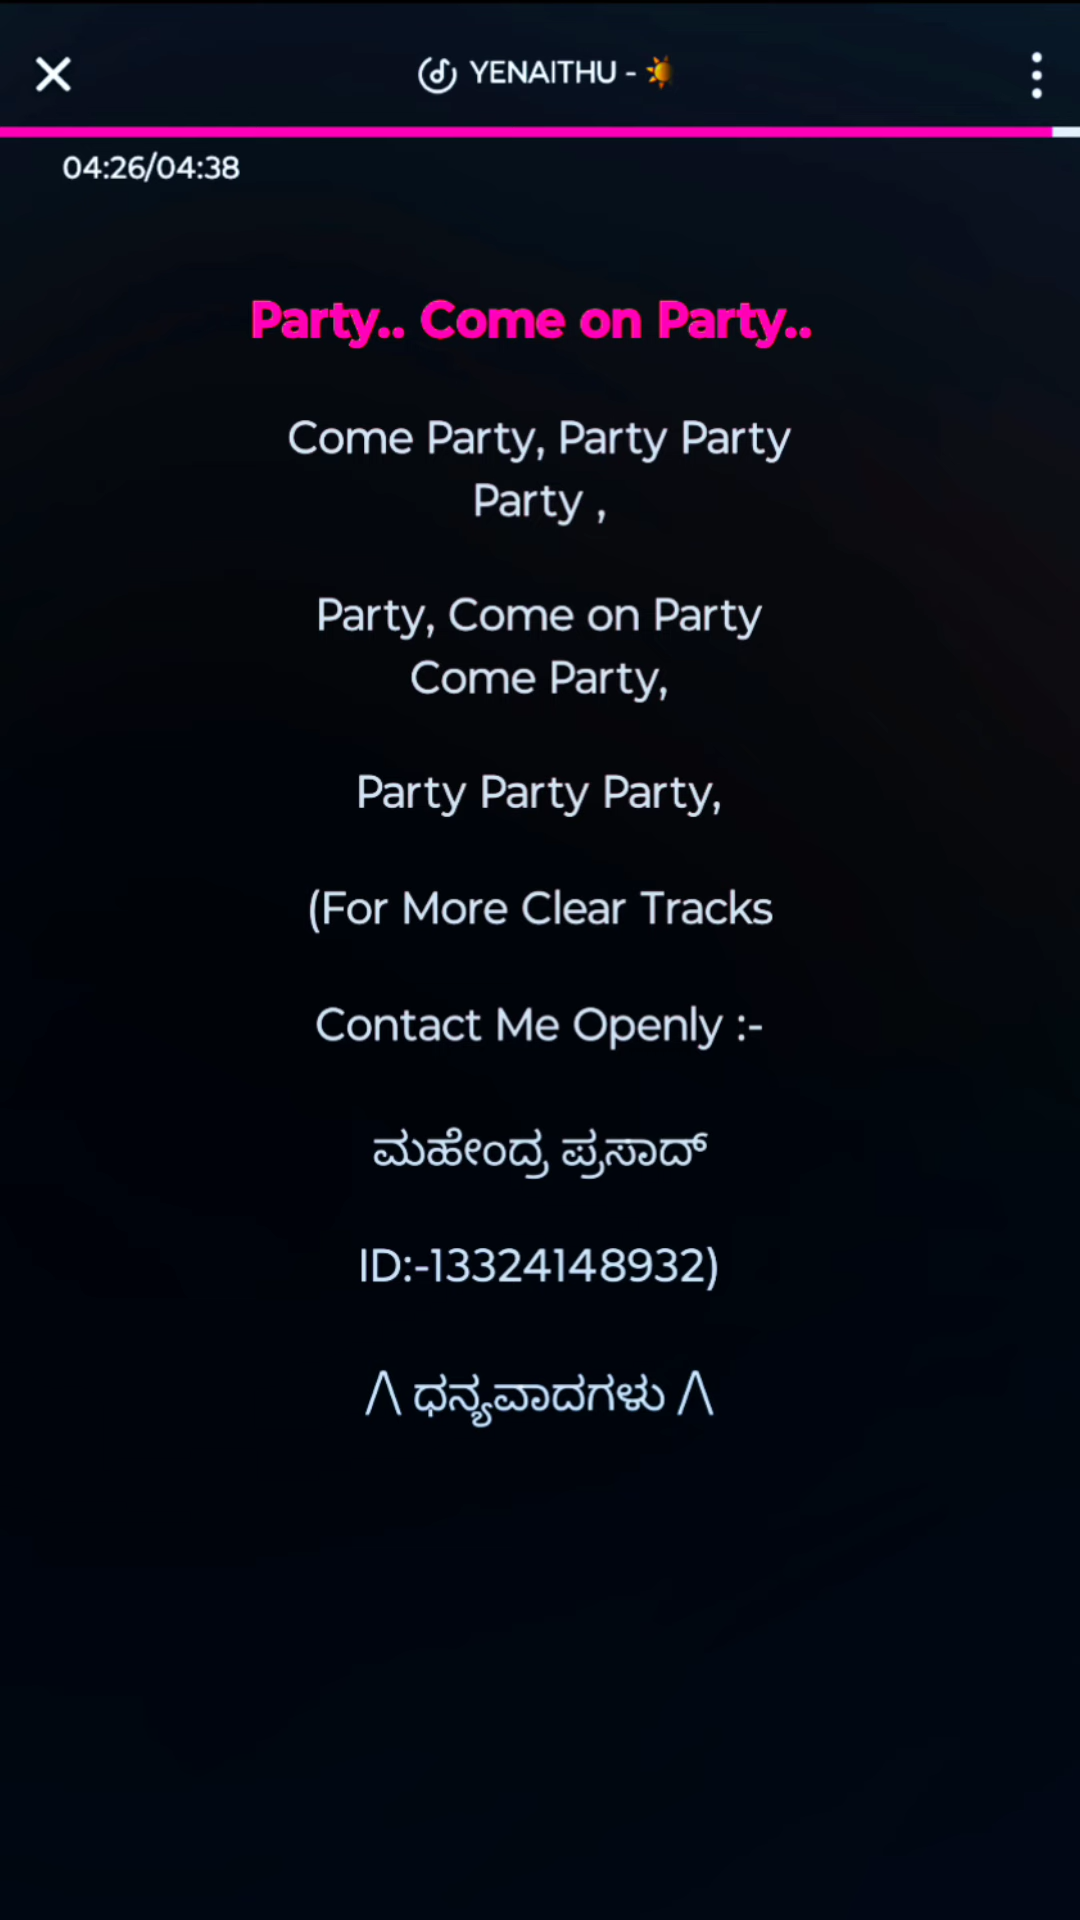 YENAITHU - ☀️
04:26/04:38
Party.. Come on Party..
Come Party, Party Party
Party ,
Party, Come on Party
Come Party,
Party Party Party,
(For More Clear Tracks
Contact Me Openly :-
ಮಹೇಂದ್ರ ಪ್ರಸಾದ್
ID:-13324148932)
/\ ಧನ್ಯವಾದಗಳು /\